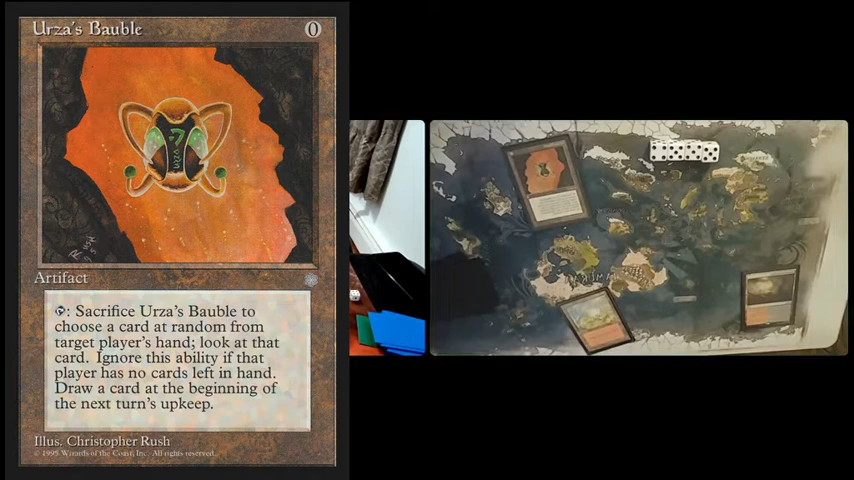 Urza's Bauble 0
Artifact
: Sacrifice Urza's Bauble to
choose a card at random from
target player's hand; look at that
card. Ignore this ability if that
player has no cards left in hand.
Draw a card at the beginning of
the next turn's upkeep.
Illus. Christopher Rush
© 1995 Wizards of the Coast, Inc. All rights reserved.